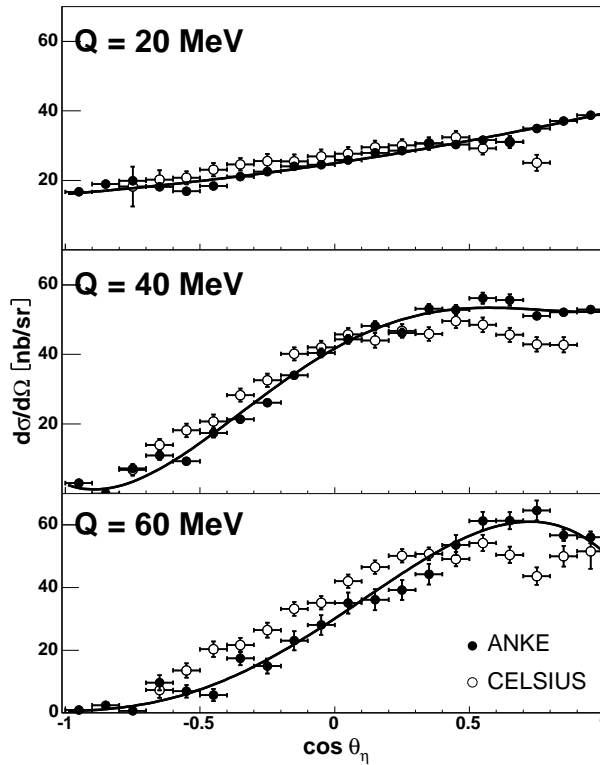 60
Q = 20 MeV
40
20
60
Q = 40 MeV
40
20
dσ/dΩ [nb/sr]
60
Q = 60 MeV
40
20
0
ANKE
CELSIUS
-1 -0.5 0 0.5 1
cos θη